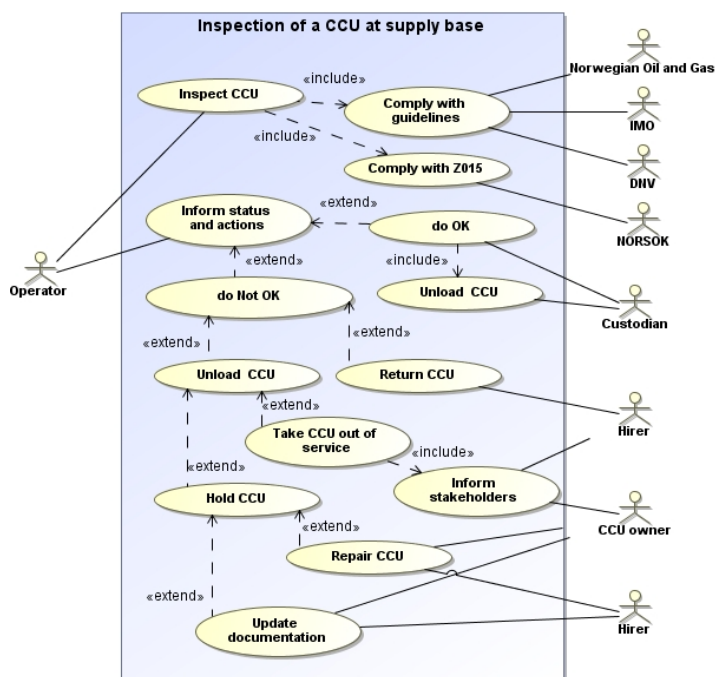 Inspection of a CCU at supply base
Norwegian Oil and Gas
«include»
Inspect CCU
Comply with
guidelines
IMO
«include»
Comply with Z015
DNV
«extend»
Inform status
and actions
do OK
NORSOK
«extend»
«include»
Operator
do Not OK
Unload CCU
Custodian
«extend»
«extend»
Unload CCU
Return CCU
«extend»
Take CCU out of
service
«include»
Hirer
«extend»
Inform
stakeholders
Hold CCU
«extend»
CCU owner
Repair CCU
«extend»
Update
documentation
Hirer